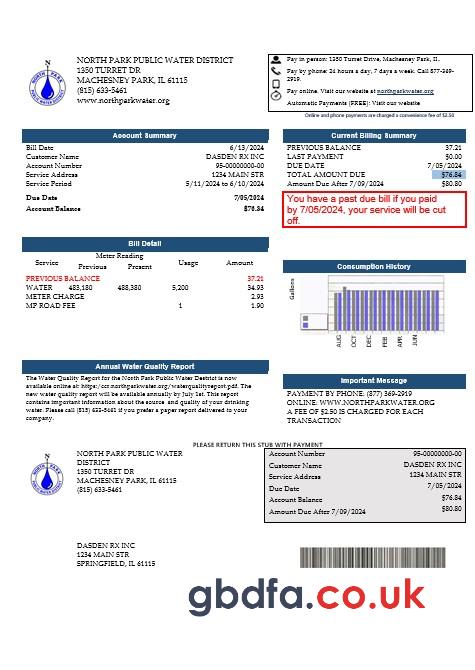 NORTH PARK PUBLIC WATER DISTRICT
1350 TURRET DR
MACHESNEY PARK, IL 61115
(815) 633-5461
www.northparkwater.org
NORTH PARK
WATER
Pay in person: 1350 Turret Drive, Machesney Park, IL.
Pay by phone: 24 hours a day, 7 days a week. Call 877-369-
2919.
Pay online. Visit our website at northparkwater.org
Automatic Payments (FREE): Visit our website
Online and phone payments are charged a convenience fee of $2.50
Account Summary
Bill Date 6/13/2024
Customer Name DASDEN RX INC
Account Number 95-00000000-00
Service Address 1234 MAIN STR
Service Period 5/11/2024 to 6/10/2024
Due Date 7/05/2024
Account Balance $76.84
Current Billing Summary
PREVIOUS BALANCE 37.21
LAST PAYMENT $0.00
DUE DATE 7/05/2024
TOTAL AMOUNT DUE $76.84
Amount Due After 7/09/2024 $80.80
You have a past due bill if you paid
by 7/05/2024, your service will be cut
off.
Bill Detail
Meter Reading
Service Previous Present Usage Amount
PREVIOUS BALANCE 37.21
WATER 483,180 488,380 5,200 34.93
METER CHARGE 2.93
MP ROAD FEE 1 1.90
Consumption History
Gallons
AUG OCT DEC FEB APR JUN
Annual Water Quality Report
The Water Quality Report for the North Park Public Water District is now
available online at: https:/ccr.northparkwater.org/waterqualityreport.pdf. The
new water quality report will be available annually by July 1st. This report
contains important information about the source and quality of your drinking
water. Please call (815) 633-5461 if you prefer a paper report delivered to your
company.
Important Message
PAYMENT BY PHONE: (877) 369-2919
ONLINE: WWW.NORTHPARKWATER.ORG
A FEE OF $2.50 IS CHARGED FOR EACH
TRANSACTION
PLEASE RETURN THIS STUB WITH PAYMENT
NORTH PARK
WATER
NORTH PARK PUBLIC WATER
DISTRICT
1350 TURRET DR
MACHESNEY PARK, IL 61115
(815) 633-5461
Account Number 95-00000000-00
Customer Name DASDEN RX INC
Service Address 1234 MAIN STR
Due Date 7/05/2024
Account Balance $76.84
Amount Due After 7/09/2024 $80.80
DASDEN RX INC
1234 MAIN STR
SPRINGFIELD, IL 61115
gbdfa.co.uk